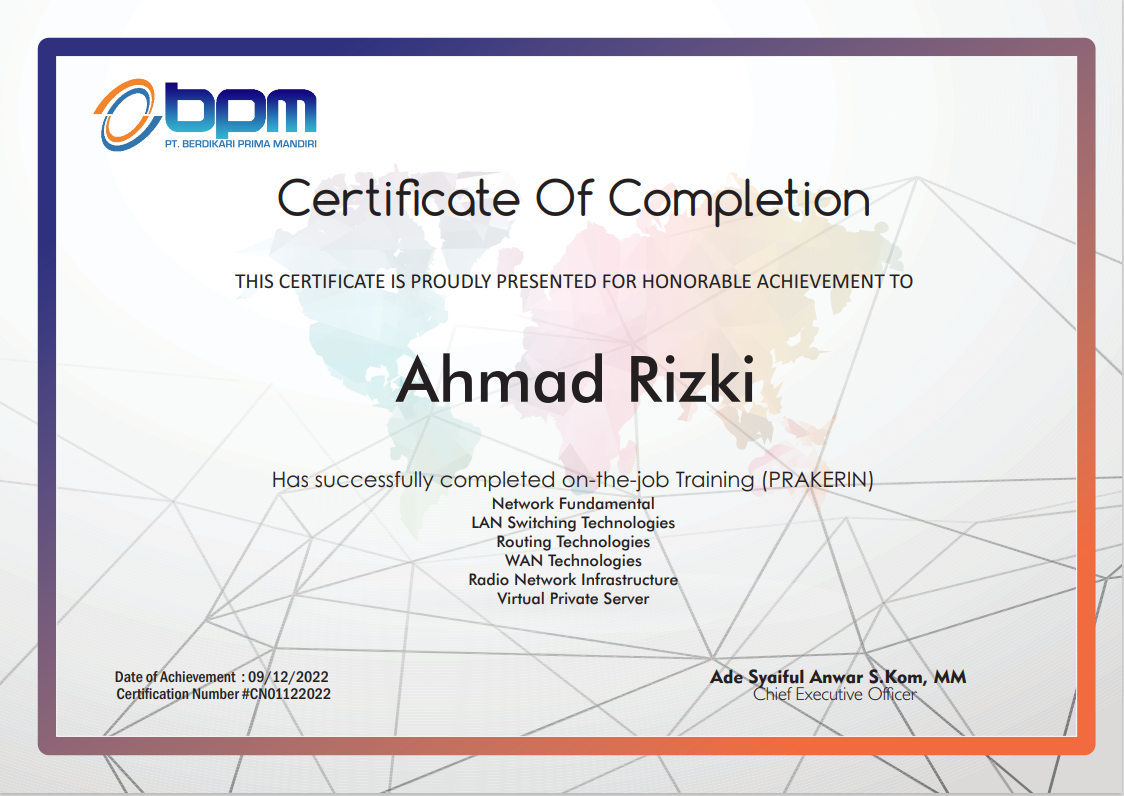 bpm
PT. BERDIKARI PRIMA MANDIRI
Certificate Of Completion
THIS CERTIFICATE IS PROUDLY PRESENTED FOR HONORABLE ACHIEVEMENT TO
Ahmad Rizki
Has successfully completed on-the-job Training (PRAKERIN)
Network Fundamental
LAN Switching Technologies
Routing Technologies
WAN Technologies
Radio Network Infrastructure
Virtual Private Server
Date of Achievement : 09/12/2022
Certification Number #CN01122022
Ade Syaiful Anwar S.Kom, MM
Chief Executive Officer